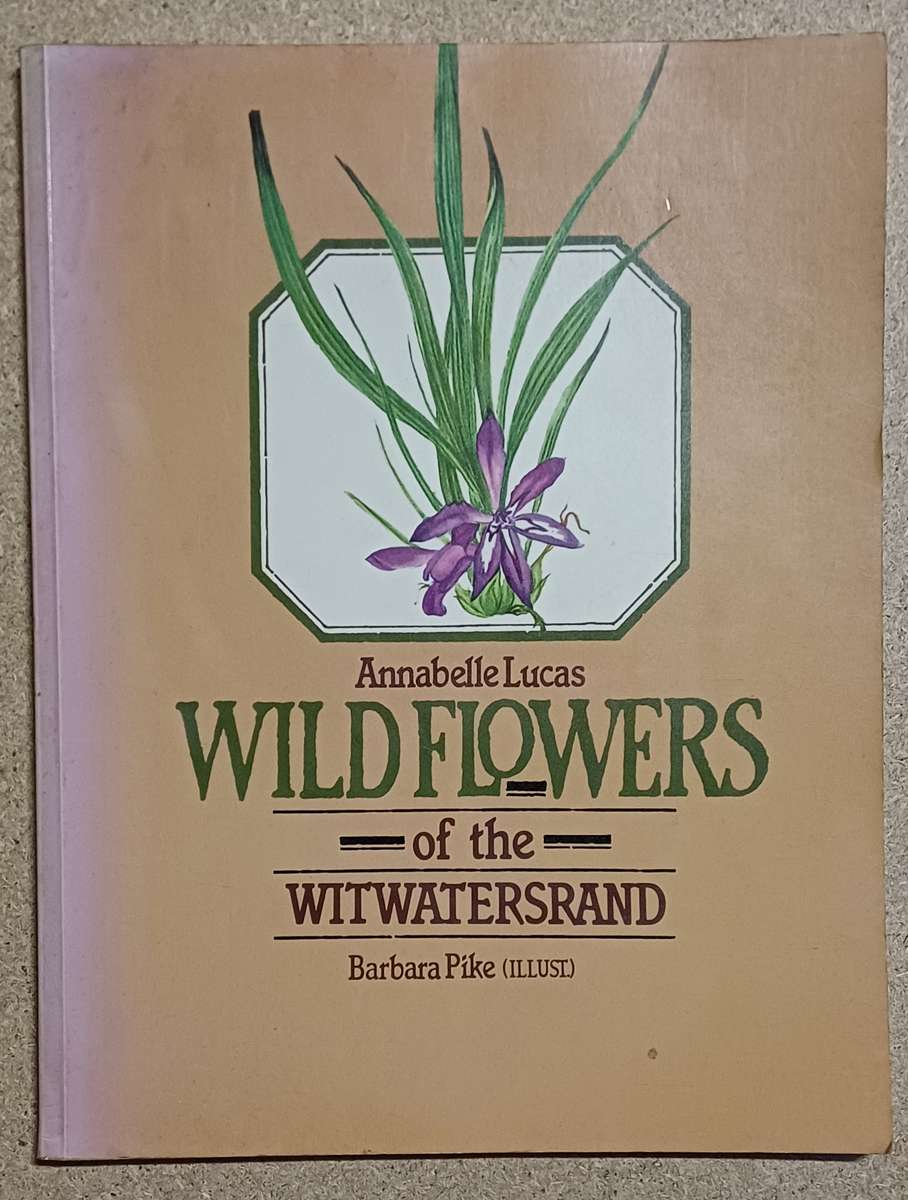 Annabelle Lucas
WILD FLOWERS
of the
WITWATERSRAND
Barbara Pike (ILLUST.)